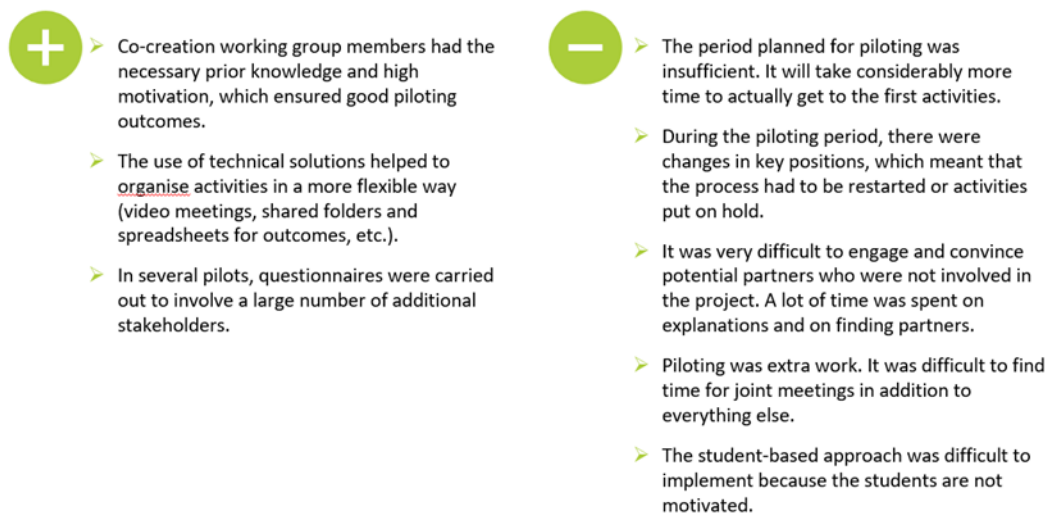 Co-creation working group members had the
necessary prior knowledge and high
motivation, which ensured good piloting
outcomes.
The use of technical solutions helped to
organise activities in a more flexible way
(video meetings, shared folders and
spreadsheets for outcomes, etc.).
In several pilots, questionnaires were carried
out to involve a large number of additional
stakeholders.
The period planned for piloting was
insufficient. It will take considerably more
time to actually get to the first activities.
During the piloting period, there were
changes in key positions, which meant that
the process had to be restarted or activities
put on hold.
It was very difficult to engage and convince
potential partners who were not involved in
the project. A lot of time was spent on
explanations and on finding partners.
Piloting was extra work. It was difficult to find
time for joint meetings in addition to
everything else.
The student-based approach was difficult to
implement because the students are not
motivated.